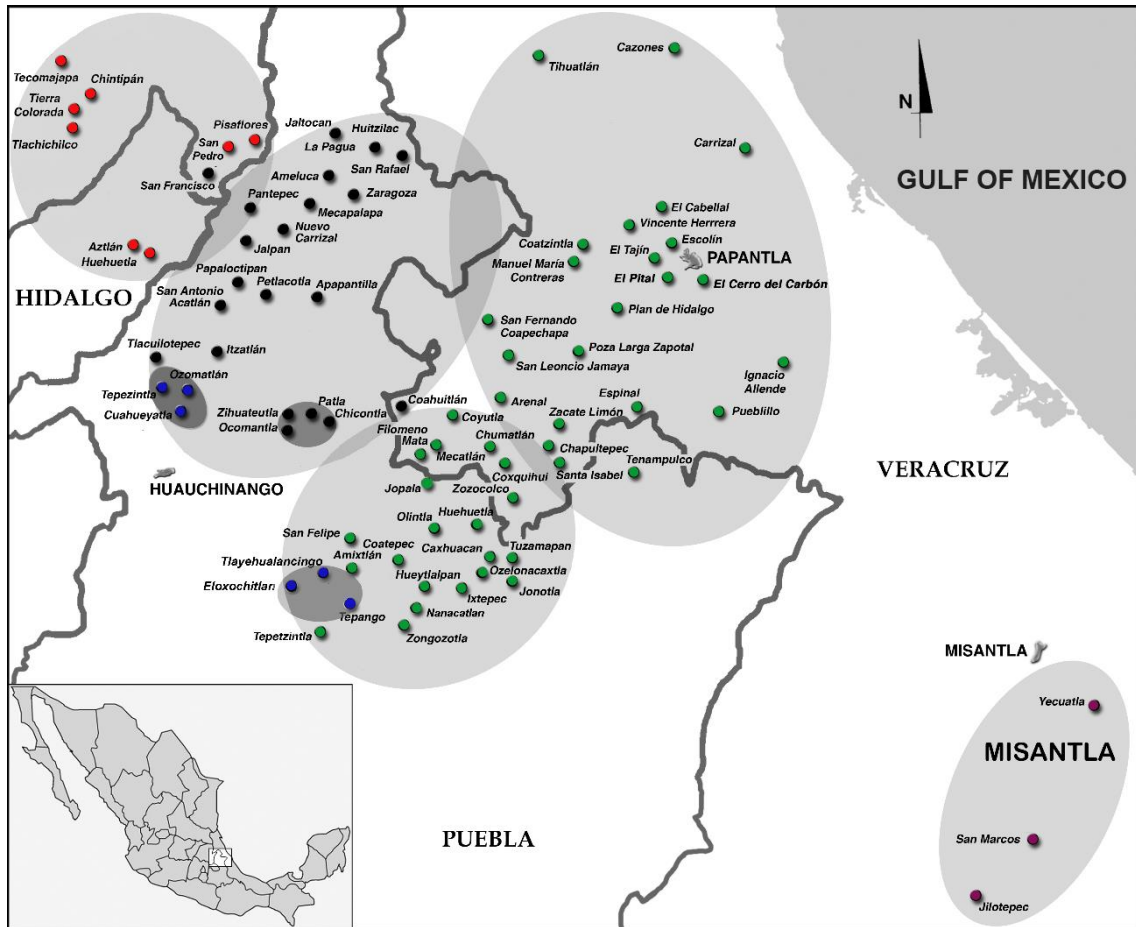 Tecomajapa
Chintipán
Tierra
Colorada
Tlachichilco
Pisaflores
San
Pedro
San Francisco
Aztlán
Huehuetla
HIDALGO
Jaltocan
Huitzilac
La Pagua
San Rafael
Ameluca
Zaragoza
Pantepec
Mecapalapa
Nuevo
Carrizal
Jalpan
Papaloctipan
Petlacotla
Apapantilla
San Antonio
Acatlán
Tlacuilotepec
Itzatlán
Ozomatlán
Tepezintla
Cuahueyatla
Patla
Zihuateutla
Chicontla
Ocomantla
Coahuitlán
HUAUCHINANGO
Tihuatlán
Cazones
Carrizal
El Cabellal
Vincente Herrrera
Escolín
Coatzintla
El Tajín
PAPANTLA
Manuel María
Contreras
El Pital
El Cerro del Carbón
Plan de Hidalgo
San Fernando
Coapechapa
Poza Larga Zapotal
San Leoncio Jamaya
Ignacio
Allende
Arenal
Espinal
Zacate Limón
Pueblillo
Coyutla
Filomeno
Mata
Chumatlán
Mecatlán
Chapultepec
Tenampulco
Coxquihui
Santa Isabel
Jopala
Zozocolco
Olintla
Huehuetla
San Felipe
Coatepec
Caxhuacan
Tuzamapan
Tlayehualancingo
Amixtlán
Ozelonacaxtla
Eloxochitlan
Hueytlalpan
Jonotla
Ixtepec
Tepango
Nanacatlan
Tepetzintla
Zongozotla
N
GULF OF MEXICO
VERACRUZ
PUEBLA
MISANTLA
Yecuatla
MISANTLA
San Marcos
Jilotepec